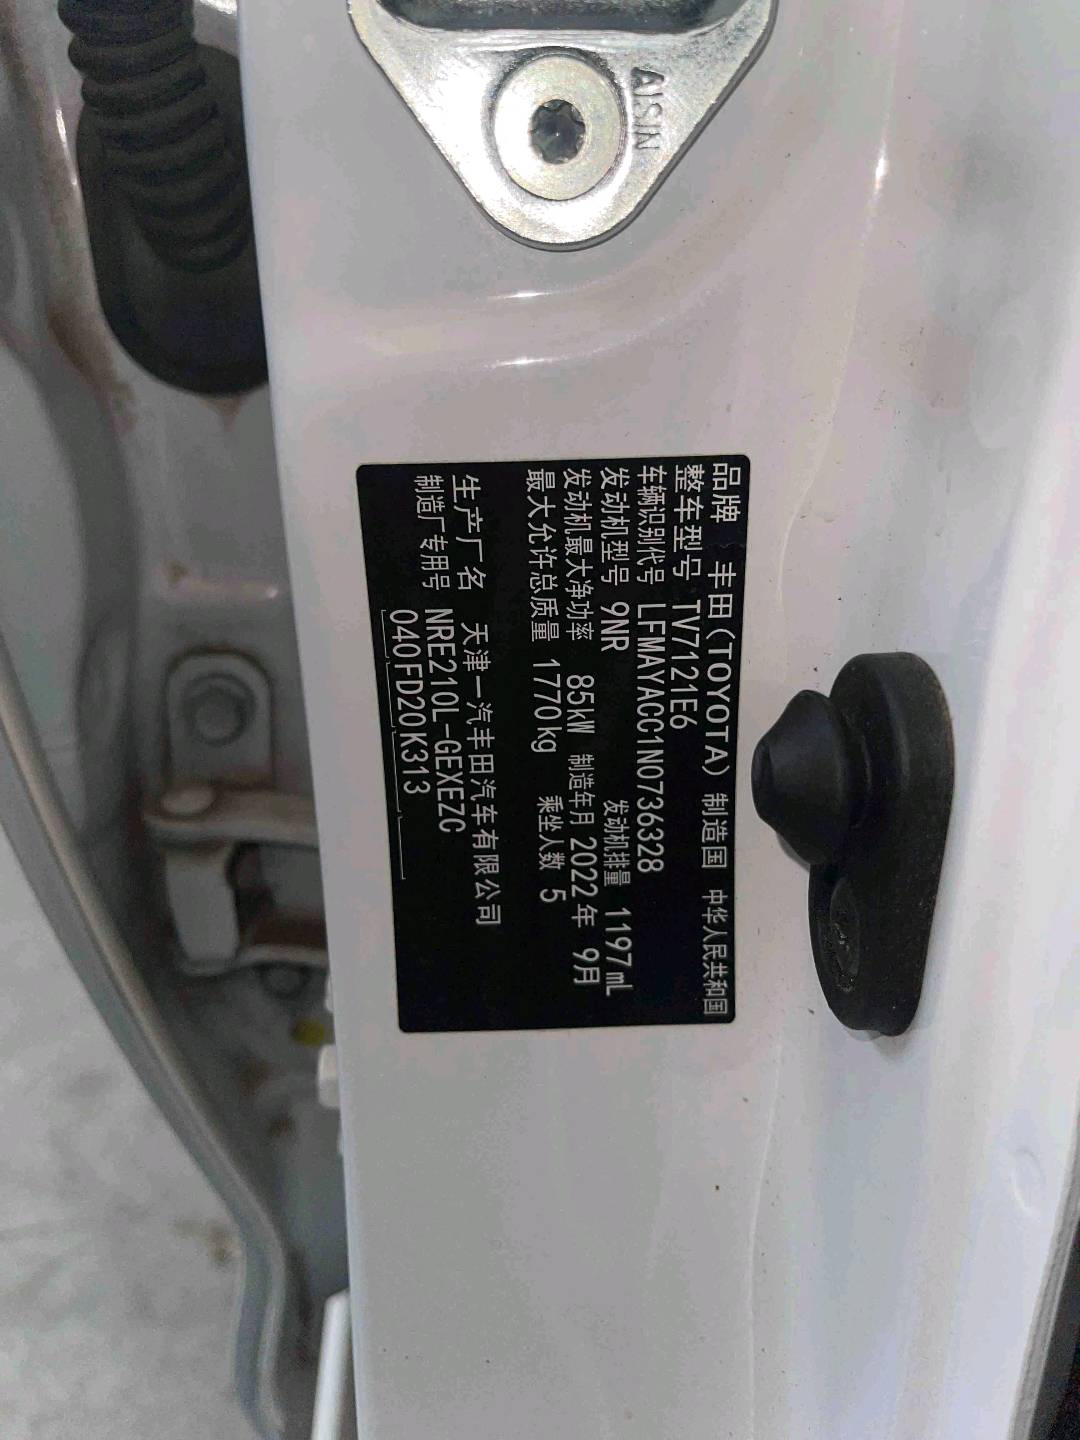 AISIN
品牌 丰田(TOYOTA) 制造国 中华人民共和国
整车型号 TV7121E6
车辆识别代号 LFMAYACC1N0736328
发动机型号 9NR 发动机排量 1197mL
发动机最大净功率 85kW 制造年月 2022年 9月
最大允许总质量 1770kg 乘坐人数 5
生产厂名 天津一汽丰田汽车有限公司
制造厂专用号 NRE210L-GEXEZC
040FD20K313